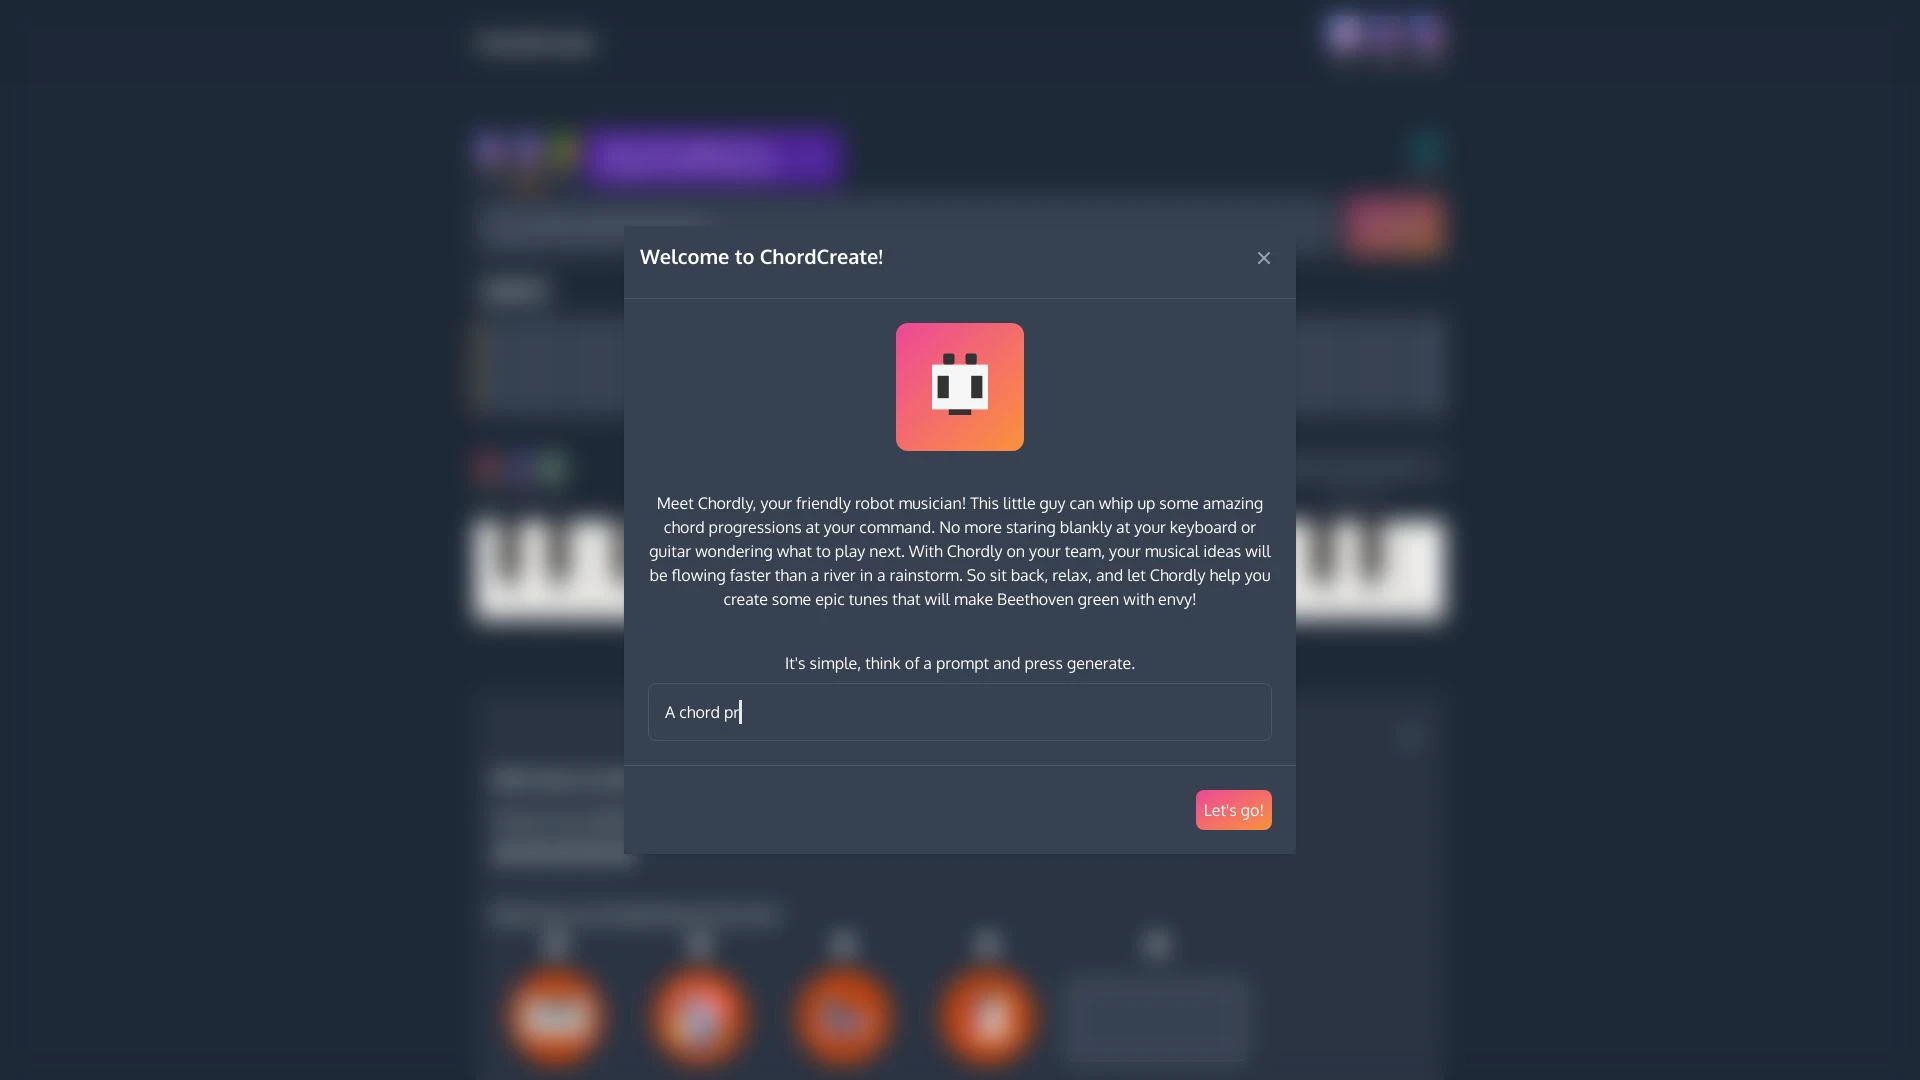 Welcome to ChordCreate!
Meet Chordly, your friendly robot musician! This little guy can whip up some amazing
chord progressions at your command. No more staring blankly at your keyboard or
guitar wondering what to play next. With Chordly on your team, your musical ideas will
be flowing faster than a river in a rainstorm. So sit back, relax, and let Chordly help you
create some epic tunes that will make Beethoven green with envy!
It's simple, think of a prompt and press generate.
A chord pr
Let's go!